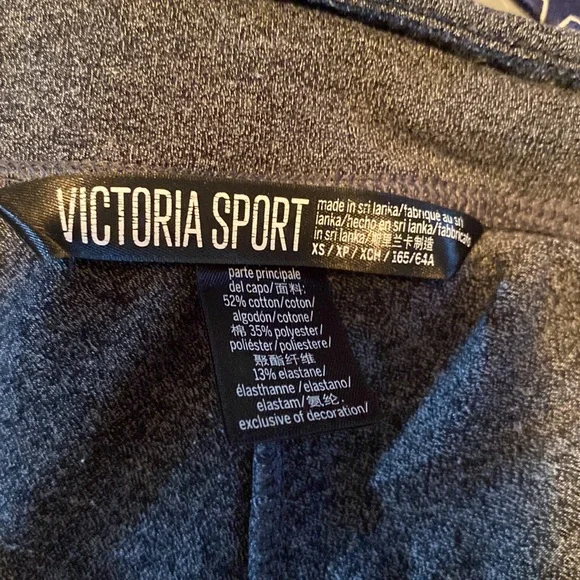 VICTORIA SPORT
made in sri lanka/fabriqué au sri
lanka/hecho en sri lanka/fabbricato
in sri lanka/斯里兰卡制造
XS / XP / XCH / 165/64A
parte principale
del capo/面料:
52% cotton/coton/
algodón/cotone/
棉 35% polyester/
poliéster/poliestere/
聚酯纤维
13% elastane/
élasthanne /elastano/
elastam/氨纶/
exclusive of decoration/